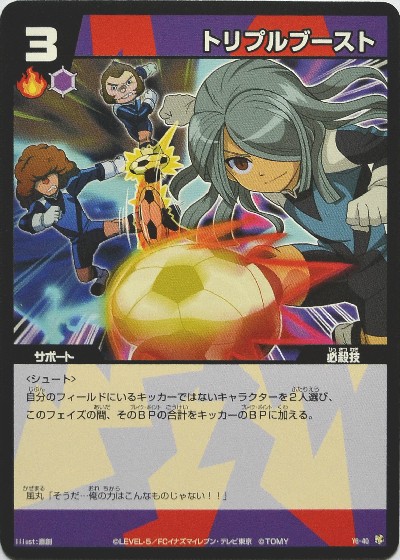 3
トリプルブースト
サポート
必殺技
<シュート>
自分のフィールドにいるキッカーではないキャラクターを2人選び、
このフェイズの間、そのBPの合計をキッカーのBPに加える。
風丸「そうだ…俺の力はこんなものじゃない!!」
©LEVEL-5/FCイナズマイレブン・テレビ東京 ©TOMY